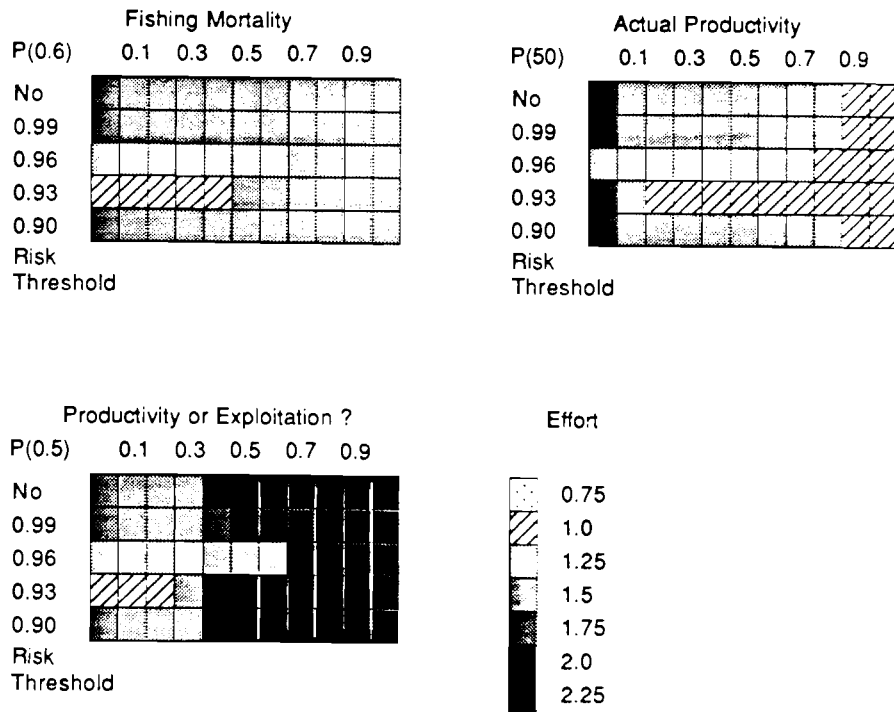 Fishing Mortality
P(0.6) 0.1 0.3 0.5 0.7 0.9
No
0.99
0.96
0.93
0.90
Risk
Threshold
Actual Productivity
P(50) 0.1 0.3 0.5 0.7 0.9
No
0.99
0.96
0.93
0.90
Risk
Threshold
Productivity or Exploitation ?
P(0.5) 0.1 0.3 0.5 0.7 0.9
No
0.99
0.96
0.93
0.90
Risk
Threshold
Effort
0.75
1.0
1.25
1.5
1.75
2.0
2.25